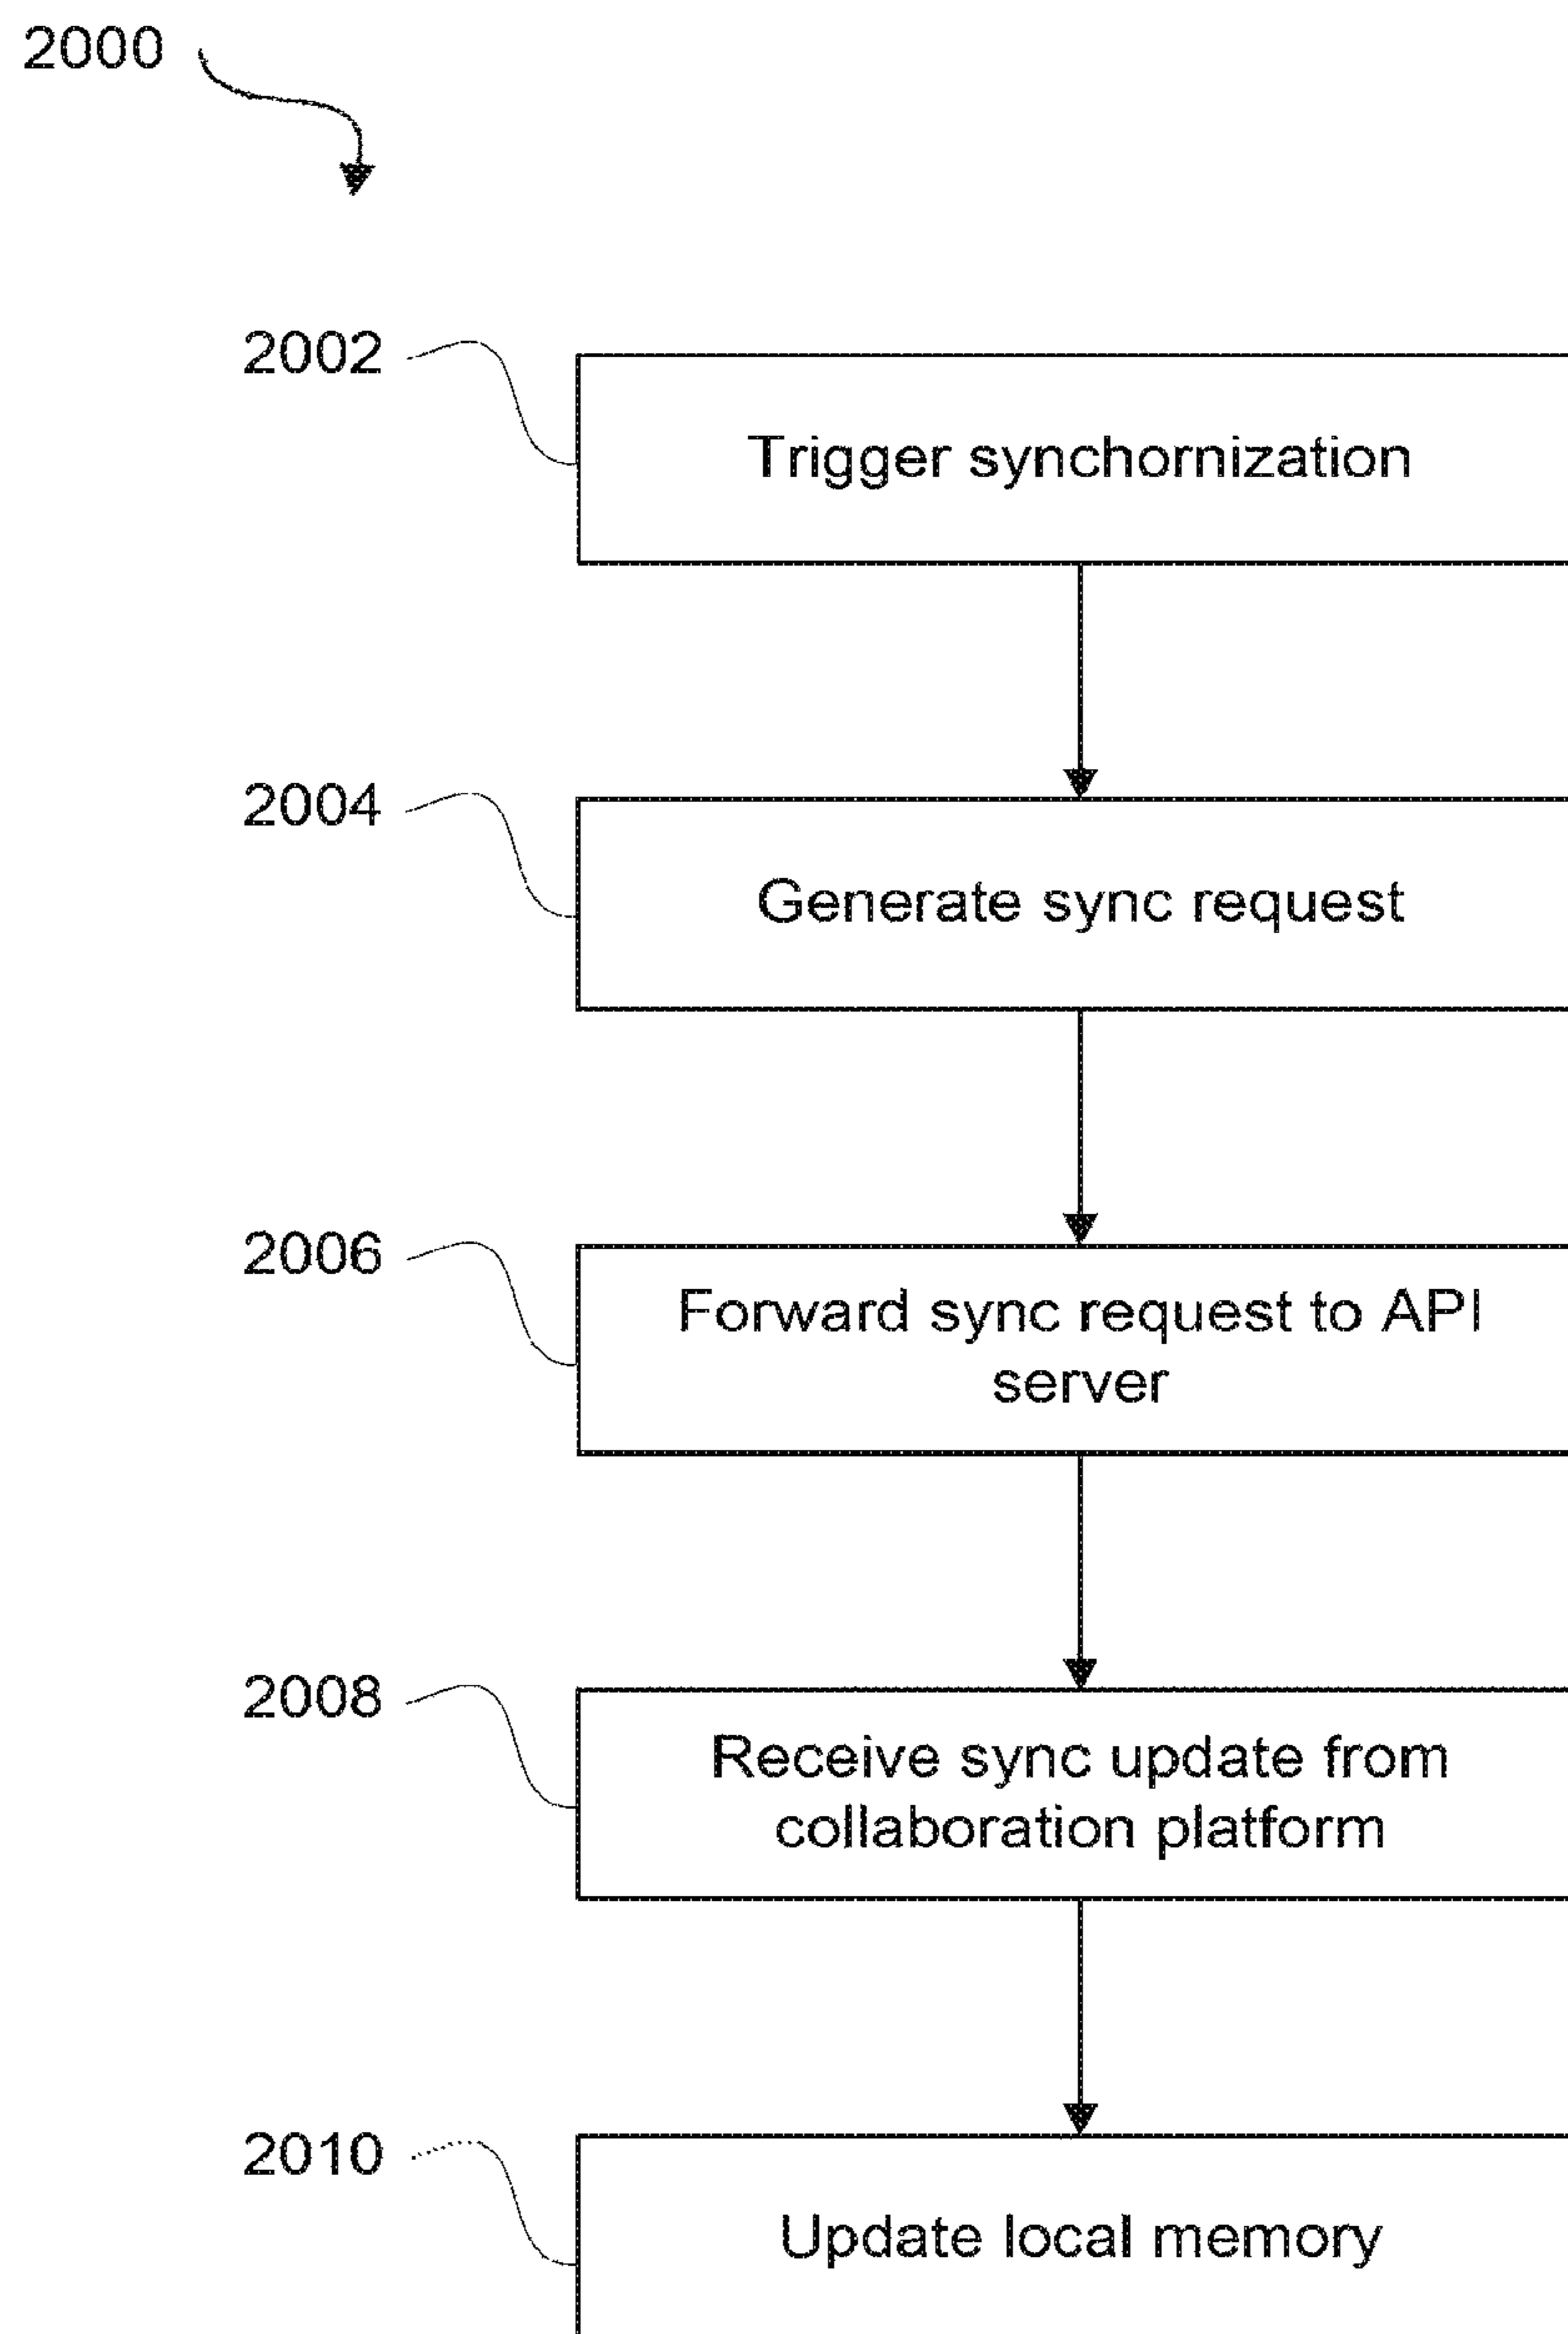 2000
2002
Trigger synchornization
2004
Generate sync request
2006
Forward sync request to API
server
2008
Receive sync update from
collaboration platform
2010
Update local memory